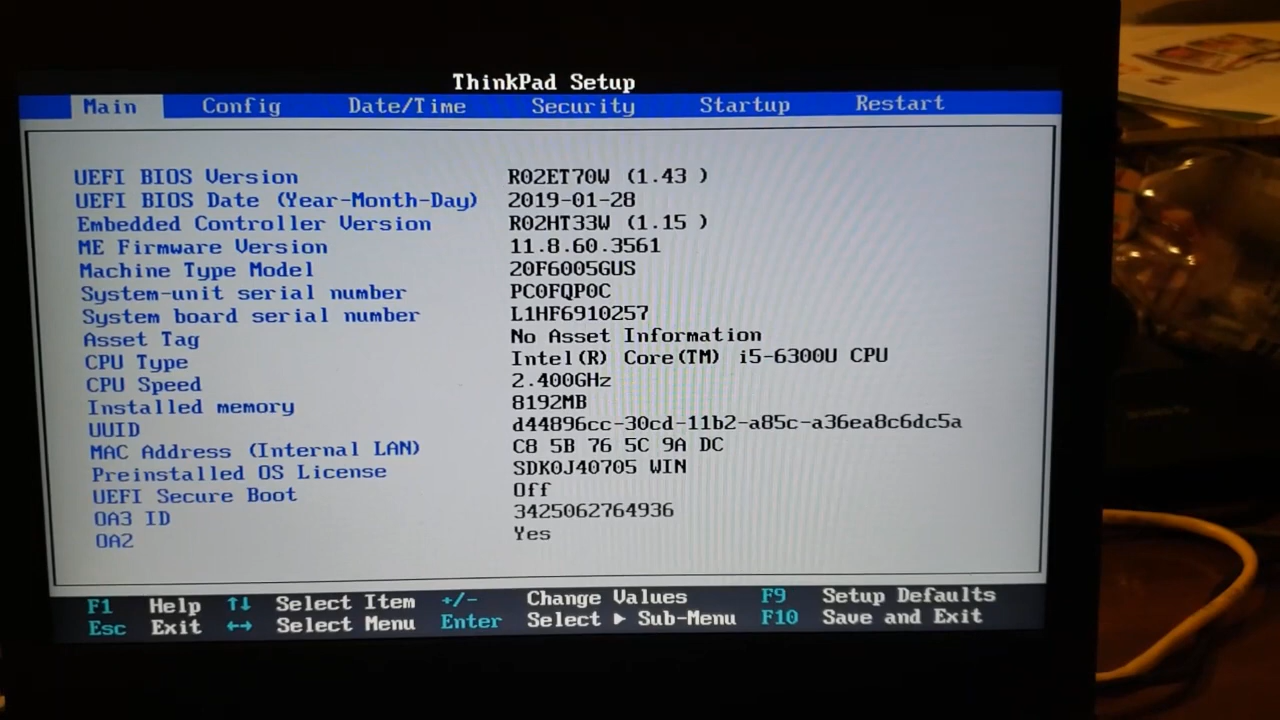 ThinkPad Setup
Main Config Date/Time Security Startup Restart
UEFI BIOS Version R02ET70W (1.43 )
UEFI BIOS Date (Year-Month-Day) 2019-01-28
Embedded Controller Version R02HT33W (1.15 )
ME Firmware Version 11.8.60.3561
Machine Type Model 20F6005GUS
System-unit serial number PC0FQP0C
System board serial number L1HF6910257
Asset Tag No Asset Information
CPU Type Intel(R) Core(TM) i5-6300U CPU
CPU Speed 2.400GHz
Installed memory 8192MB
UUID d44896cc-30cd-11b2-a85c-a36ea8c6dc5a
MAC Address (Internal LAN) C8 5B 76 5C 9A DC
Preinstalled OS License SDK0J40705 WIN
UEFI Secure Boot Off
OA3 ID 3425062764936
OA2 Yes
F1 Help ↑↓ Select Item +/- Change Values F9 Setup Defaults
Esc Exit ↔ Select Menu Enter Select ▶ Sub-Menu F10 Save and Exit